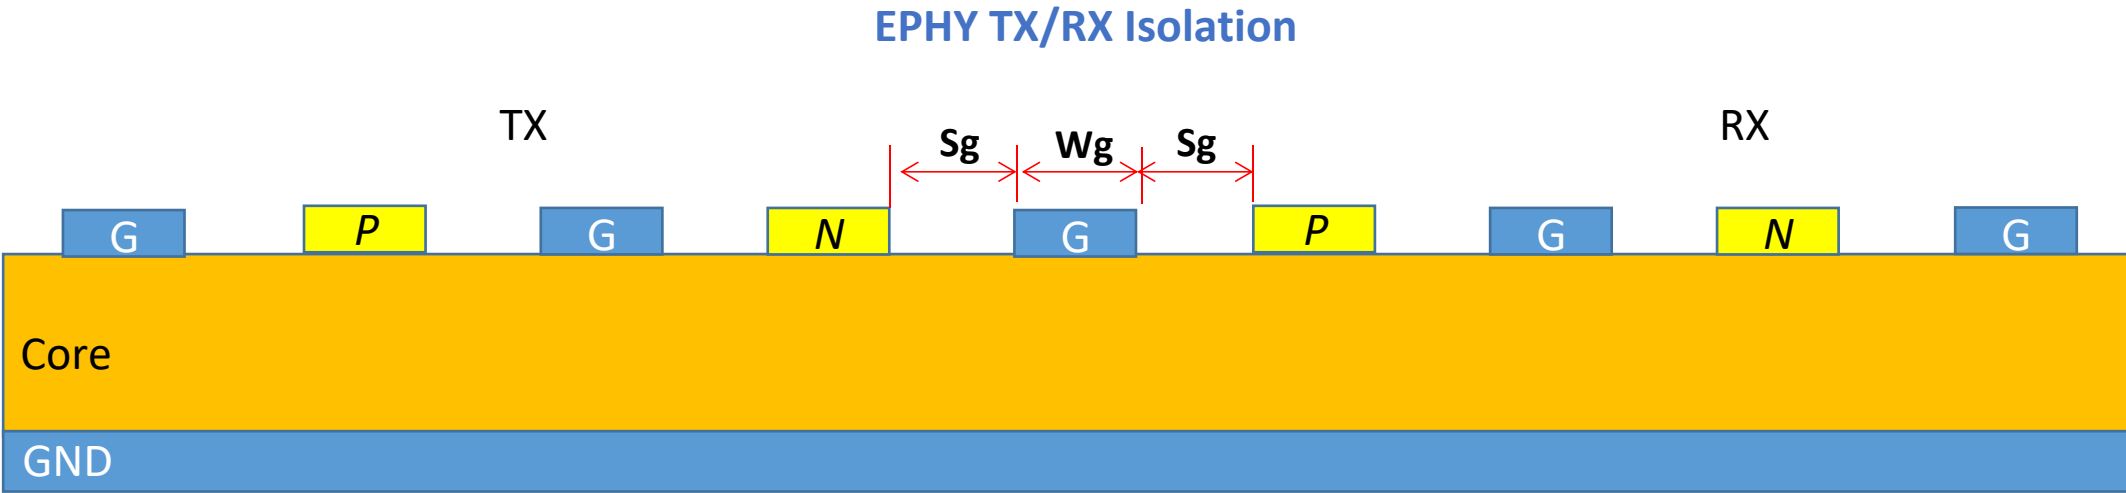 EPHY TX/RX Isolation
TX
RX
Sg
Wg
Sg
G
P
G
N
G
P
G
N
G
Core
GND